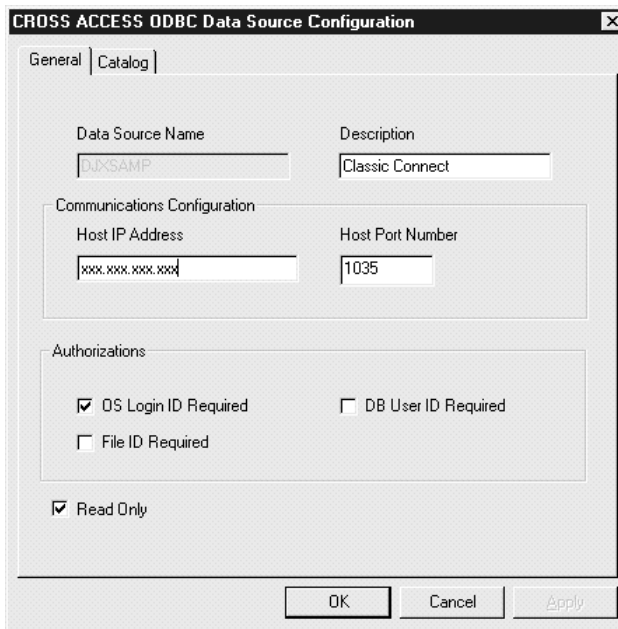 CROSS ACCESS ODBC Data Source Configuration
General Catalog
Data Source Name Description
DJXSAMP Classic Connect
Communications Configuration
Host IP Address Host Port Number
xxx.xxx.xxx.xxx 1035
Authorizations
OS Login ID Required DB User ID Required
File ID Required
Read Only
OK Cancel Apply